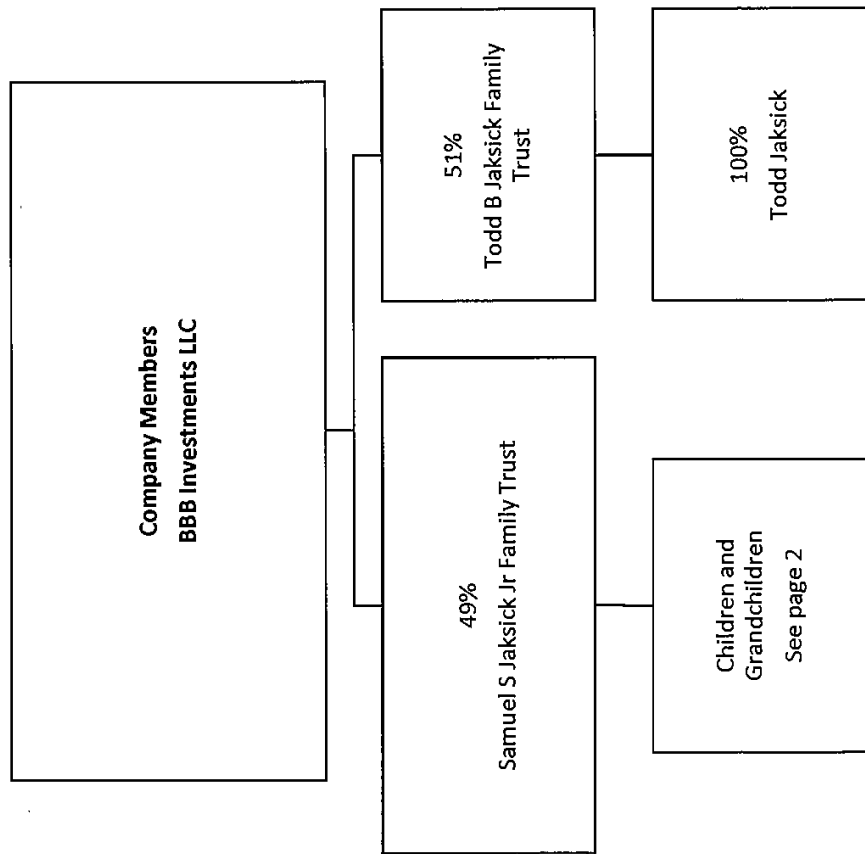 Company Members
BBB Investments LLC
49%
Samuel S Jaksick Jr Family Trust
51%
Todd B Jaksick Family
Trust
Children and
Grandchildren
See page 2
100%
Todd Jaksick